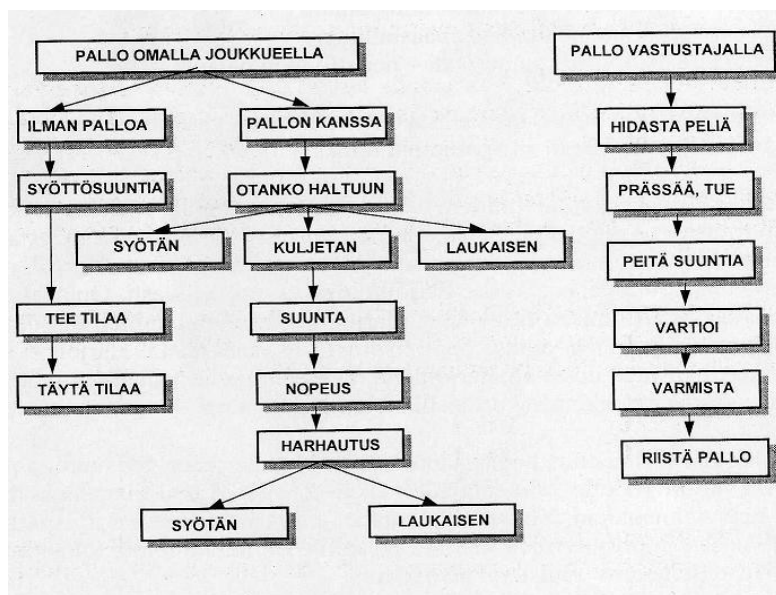 PALLO OMALLA JOUKKUEELLA
ILMAN PALLOA
PALLON KANSSA
SYÖTTÖSUUNTIA
OTANKO HALTUUN
SYÖTÄN
KULJETAN
LAUKAISEN
TEE TILAA
SUUNTA
TÄYTÄ TILAA
NOPEUS
HARHAUTUS
SYÖTÄN
LAUKAISEN
PALLO VASTUSTAJALLA
HIDASTA PELIÄ
PRÄSSÄÄ, TUE
PEITÄ SUUNTIA
VARTIOI
VARMISTA
RIISTÄ PALLO